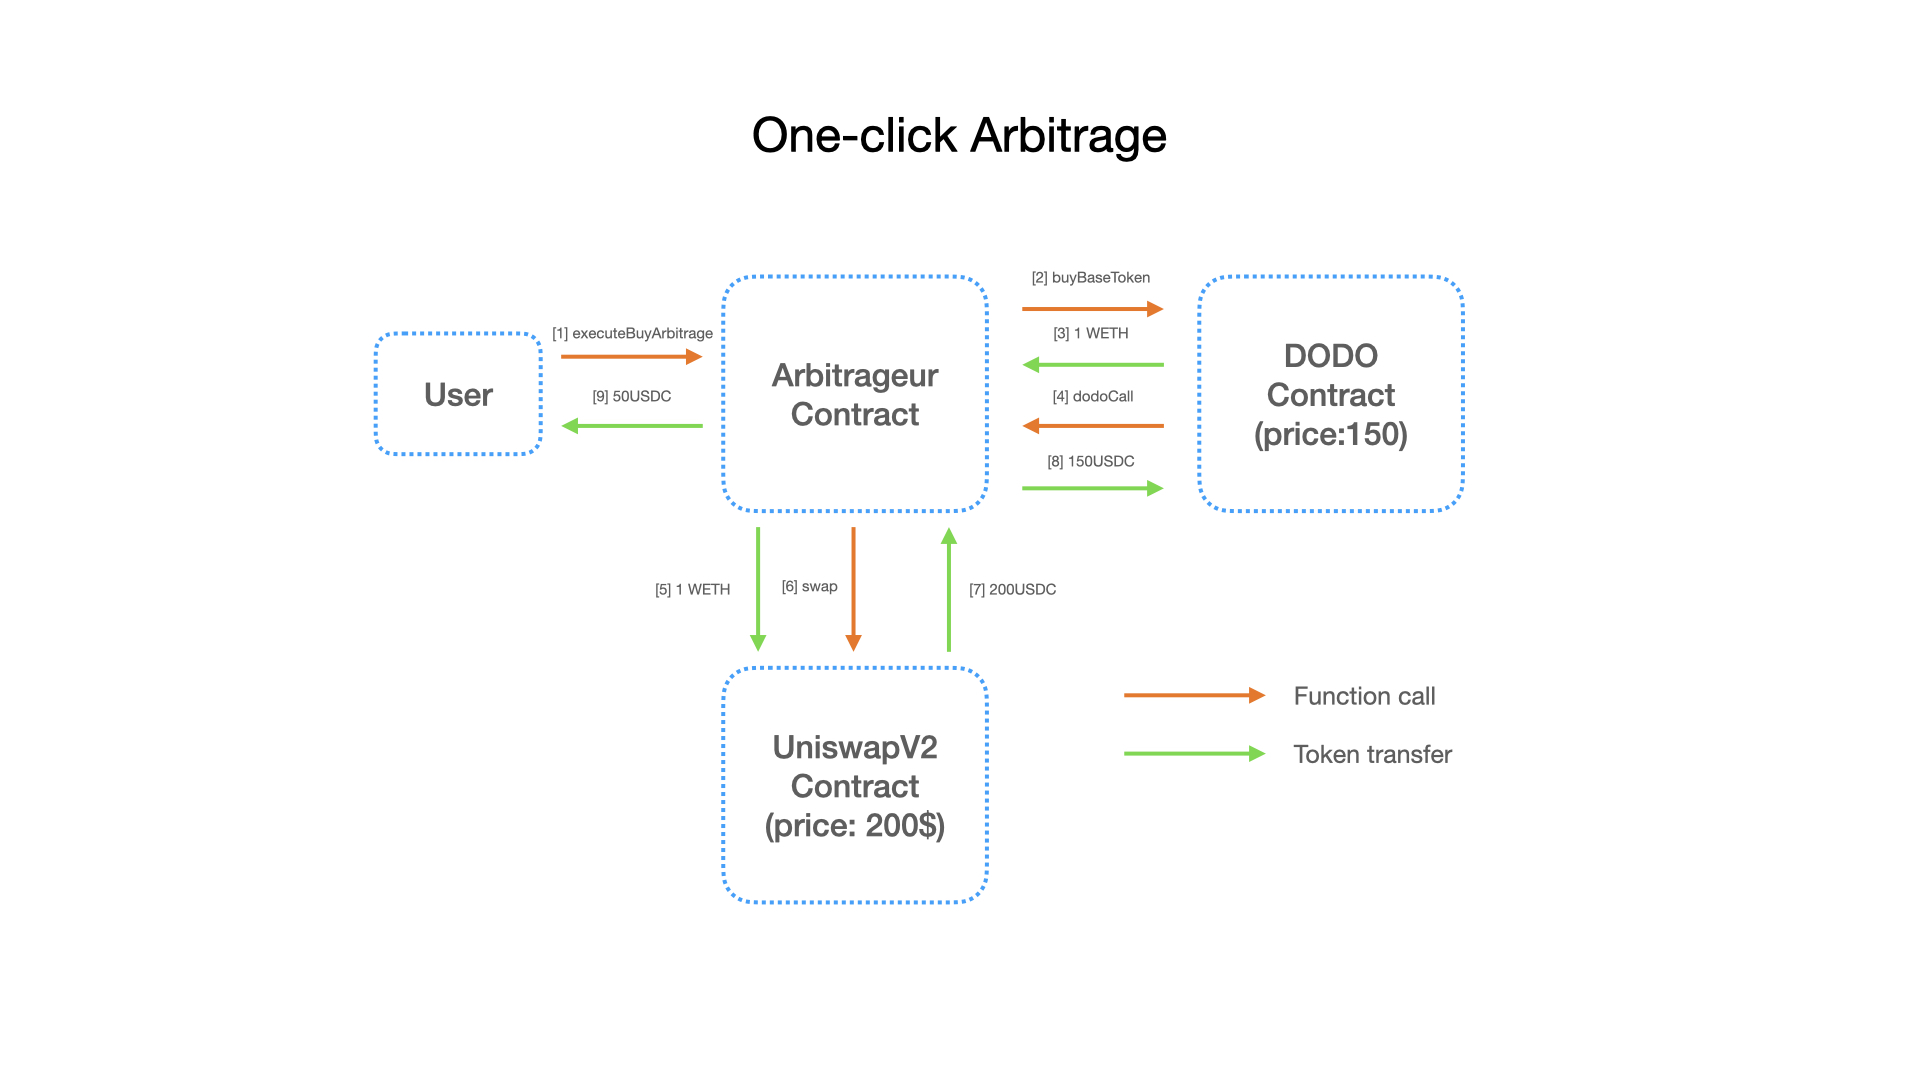 One-click Arbitrage
[2] buyBaseToken
[1] executeBuyArbitrage
[3] 1 WETH
User
Arbitrageur
Contract
DODO
Contract
(price:150)
[9] 50USDC
[4] dodoCall
[8] 150USDC
[5] 1 WETH
[6] swap
[7] 200USDC
UniswapV2
Contract
(price: 200$)
Function call
Token transfer